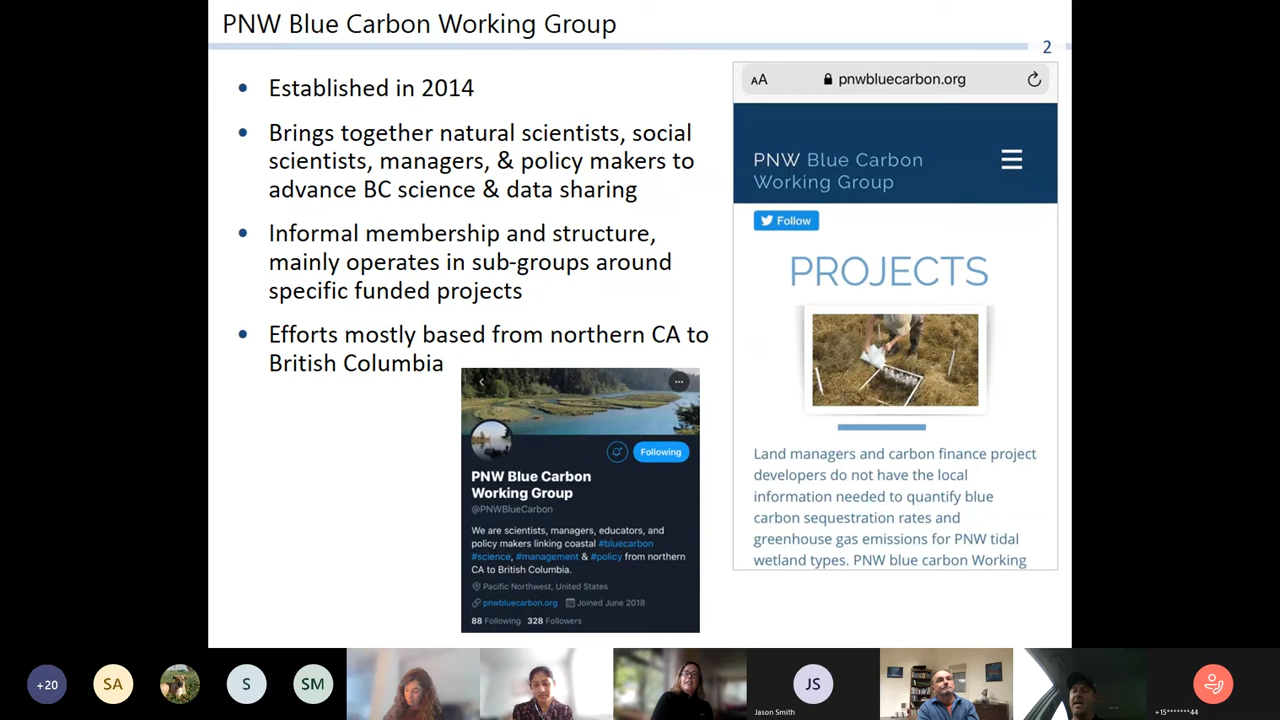 PNW Blue Carbon Working Group
2
Established in 2014
Brings together natural scientists, social
scientists, managers, & policy makers to
advance BC science & data sharing
Informal membership and structure,
mainly operates in sub-groups around
specific funded projects
Efforts mostly based from northern CA to
British Columbia
PNW Blue Carbon
Working Group
@PNWBlueCarbon
Following
We are scientists, managers, educators, and
policy makers linking coastal #bluecarbon
#science, #management & #policy from northern
CA to British Columbia.
Pacific Northwest, United States
pnwbluecarbon.org Joined June 2018
88 Following 328 Followers
AA pnwbluecarbon.org
PNW Blue Carbon
Working Group
Follow
PROJECTS
Land managers and carbon finance project
developers do not have the local
information needed to quantify blue
carbon sequestration rates and
greenhouse gas emissions for PNW tidal
wetland types. PNW blue carbon Working
+20
SA
S
SM
JS
Jason Smith
+15*******44